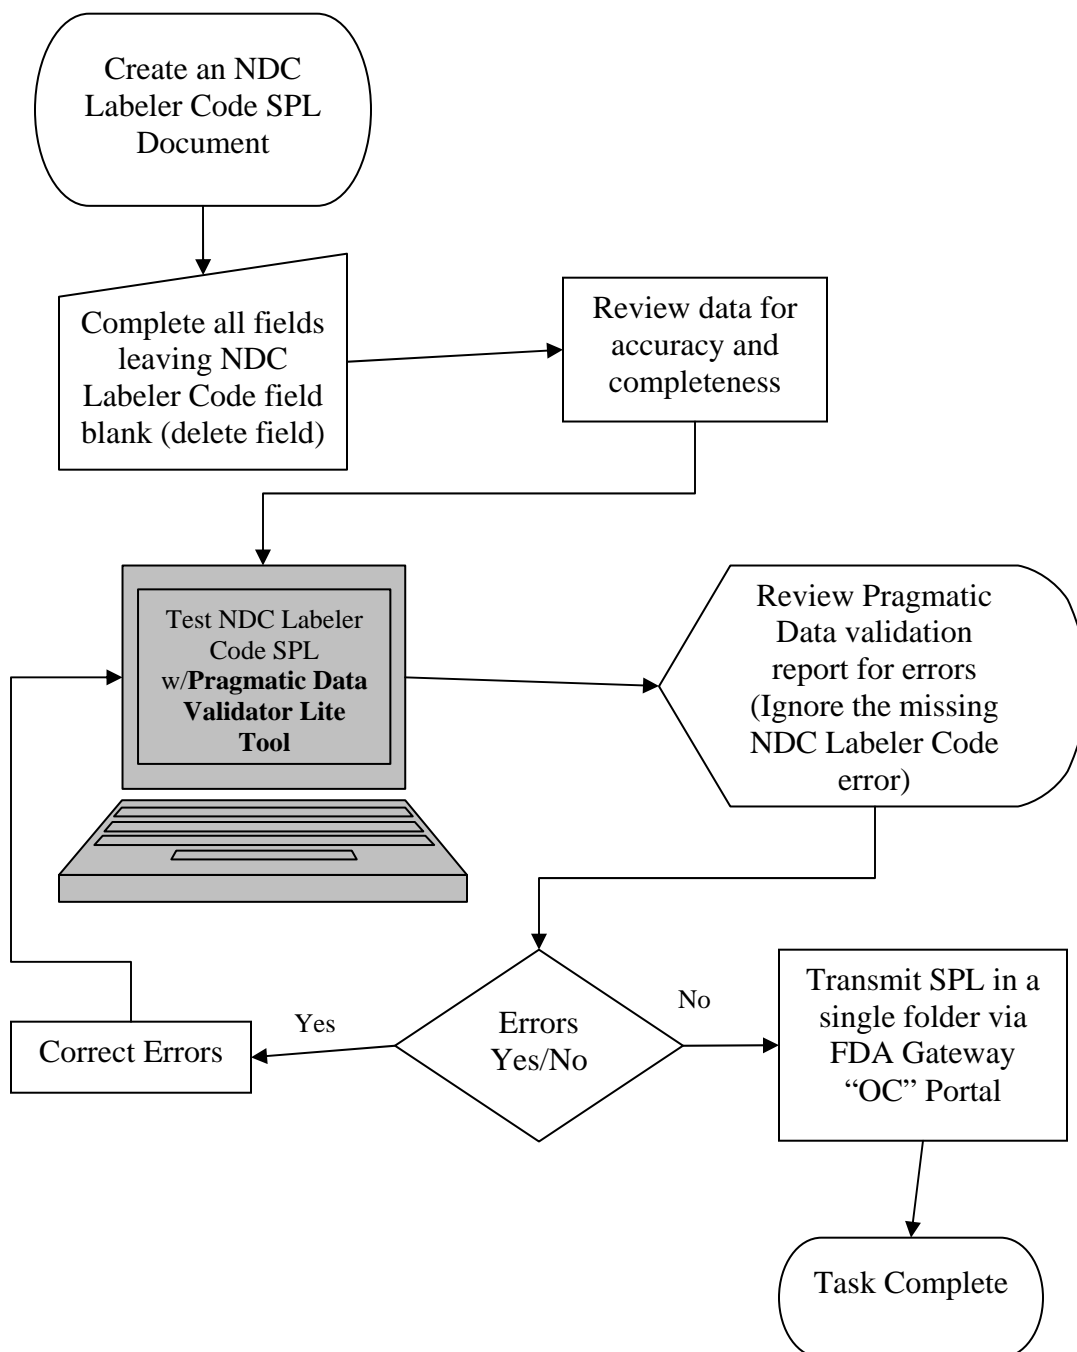 Create an NDC
Labeler Code SPL
Document
Complete all fields
leaving NDC
Labeler Code field
blank (delete field)
Review data for
accuracy and
completeness
Test NDC Labeler
Code SPL
w/Pragmatic Data
Validator Lite
Tool
Review Pragmatic
Data validation
report for errors
(Ignore the missing
NDC Labeler Code
error)
Errors
Yes/No
Yes
No
Correct Errors
Transmit SPL in a
single folder via
FDA Gateway
“OC” Portal
Task Complete